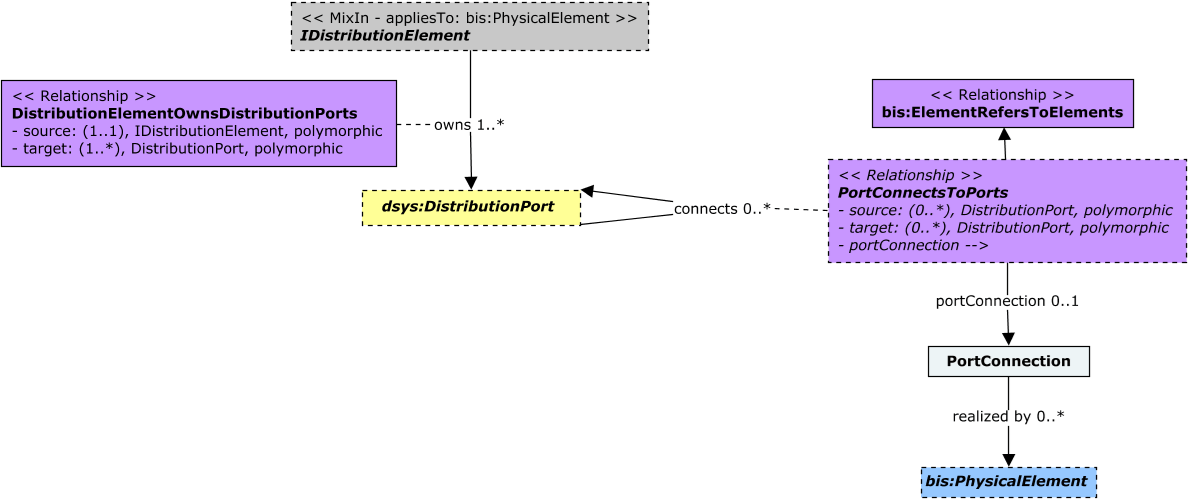 << MixIn - appliesTo: bis:PhysicalElement >>
IDistributionElement
<< Relationship >>
DistributionElementOwnsDistributionPorts
- source: (1..1), IDistributionElement, polymorphic
- target: (1..*), DistributionPort, polymorphic
owns 1..*
<< Relationship >>
bis:ElementRefersToElements
dsys:DistributionPort
connects 0..*
<< Relationship >>
PortConnectsToPorts
- source: (0..*), DistributionPort, polymorphic
- target: (0..*), DistributionPort, polymorphic
- portConnection -->
portConnection 0..1
PortConnection
realized by 0..*
bis:PhysicalElement